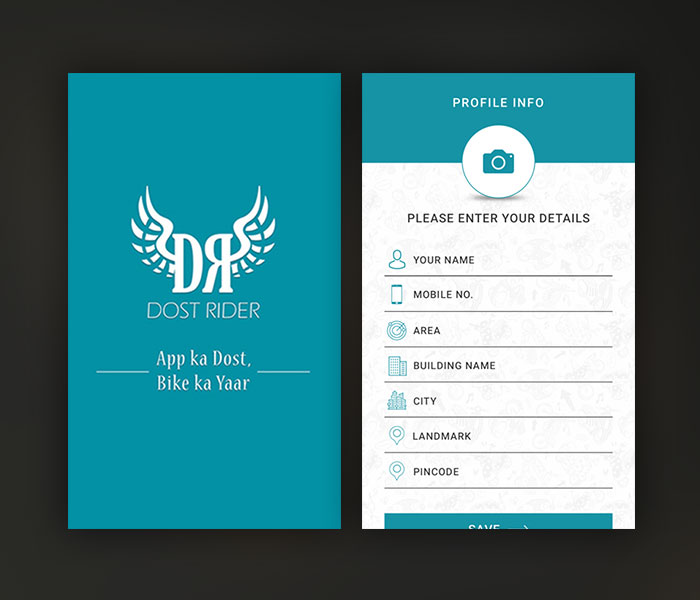 DR
DOST RIDER
App ka Dost,
Bike ka Yaar
PROFILE INFO
PLEASE ENTER YOUR DETAILS
YOUR NAME
MOBILE NO.
AREA
BUILDING NAME
CITY
LANDMARK
PINCODE
SAVE